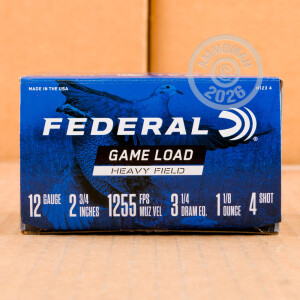 MADE IN THE USA
H123 4
2026
FEDERAL
GAME LOAD
HEAVY FIELD
12 GAUGE 2 3/4 INCHES 1255 FPS MUZ VEL 3 1/4 DRAM EQ. 1 1/8 OUNCE 4 SHOT